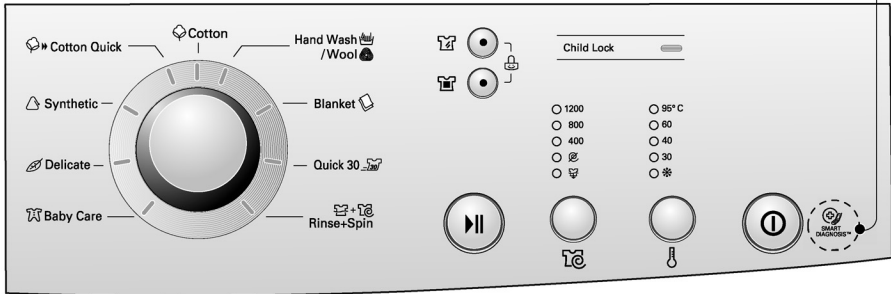 Cotton
Cotton Quick
Hand Wash
/Wool
Synthetic
Blanket
Delicate
Quick 30
30
Baby Care
+
Rinse+Spin
Child Lock
1200
800
400
95° C
60
40
30
SMART
DIAGNOSIS™